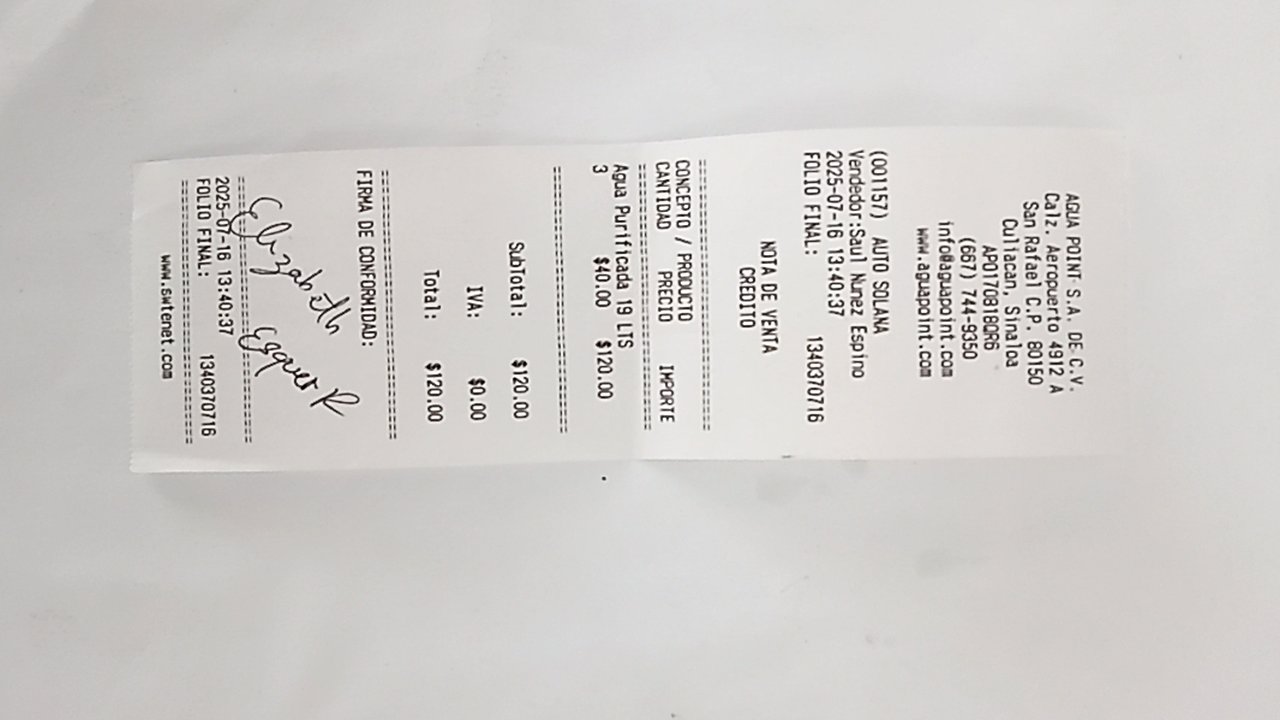 AGUA POINT S.A. DE C.V.
Calz. Aeropuerto 4912 A
San Rafael C.P. 80150
Culiacan, Sinaloa
APO170818QR6
(667) 744-9350
info@aguapoint.com
www.aguapoint.com
(001157) AUTO SOLANA
Vendedor:Saul Nunez Espino
2025-07-16 13:40:37
FOLIO FINAL: 1340370716
NOTA DE VENTA
CREDITO
================================
CONCEPTO / PRODUCTO
CANTIDAD PRECIO IMPORTE
================================
Agua Purificada 19 LTS
3 $40.00 $120.00
================================
SubTotal: $120.00
IVA: $0.00
Total: $120.00
================================
FIRMA DE CONFORMIDAD:
Elizabeth Esquer R
================================
2025-07-16 13:40:37
FOLIO FINAL: 1340370716
================================
www.swtenet.com